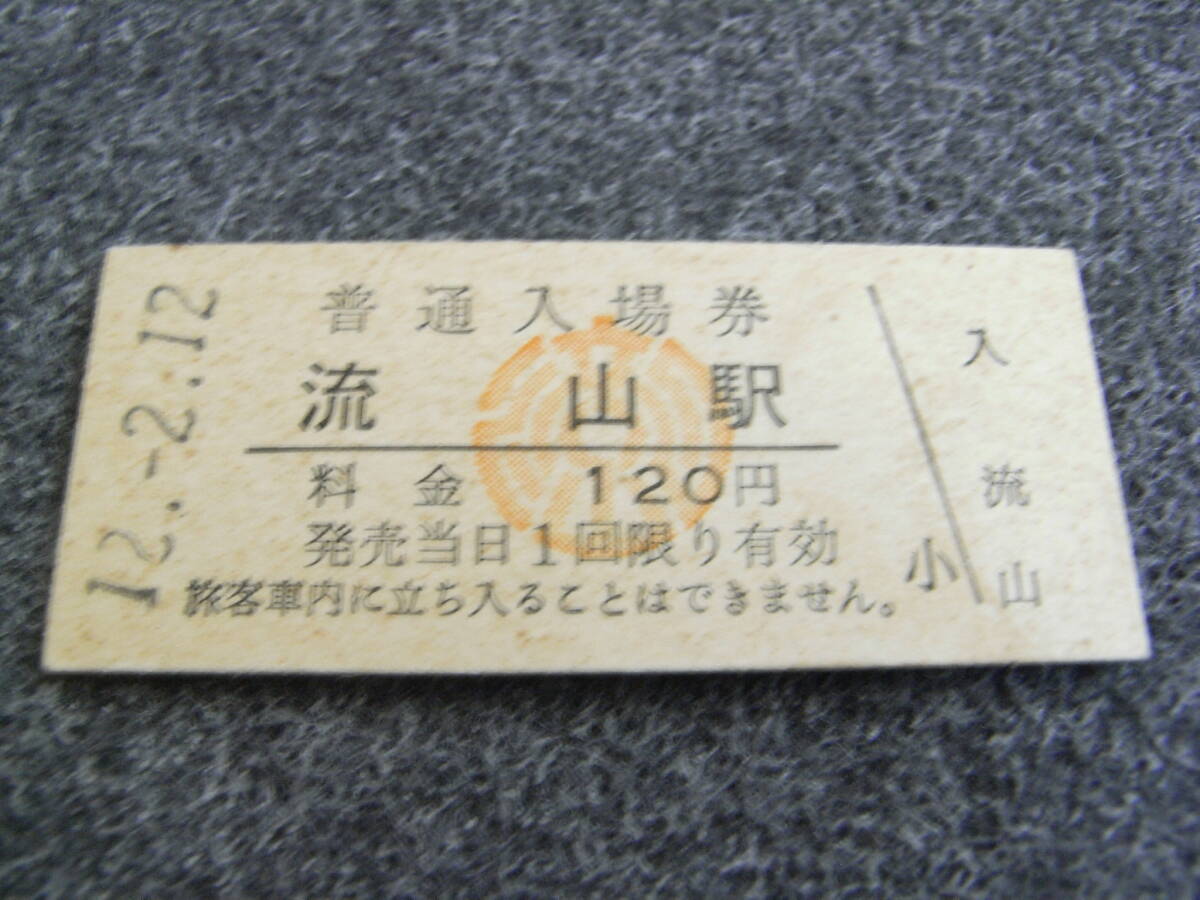 12.-2.12
普通入場券
流山駅
料金 120円
発売当日1回限り有効
旅客車内に立ち入ることはできません。
小
入
流
山